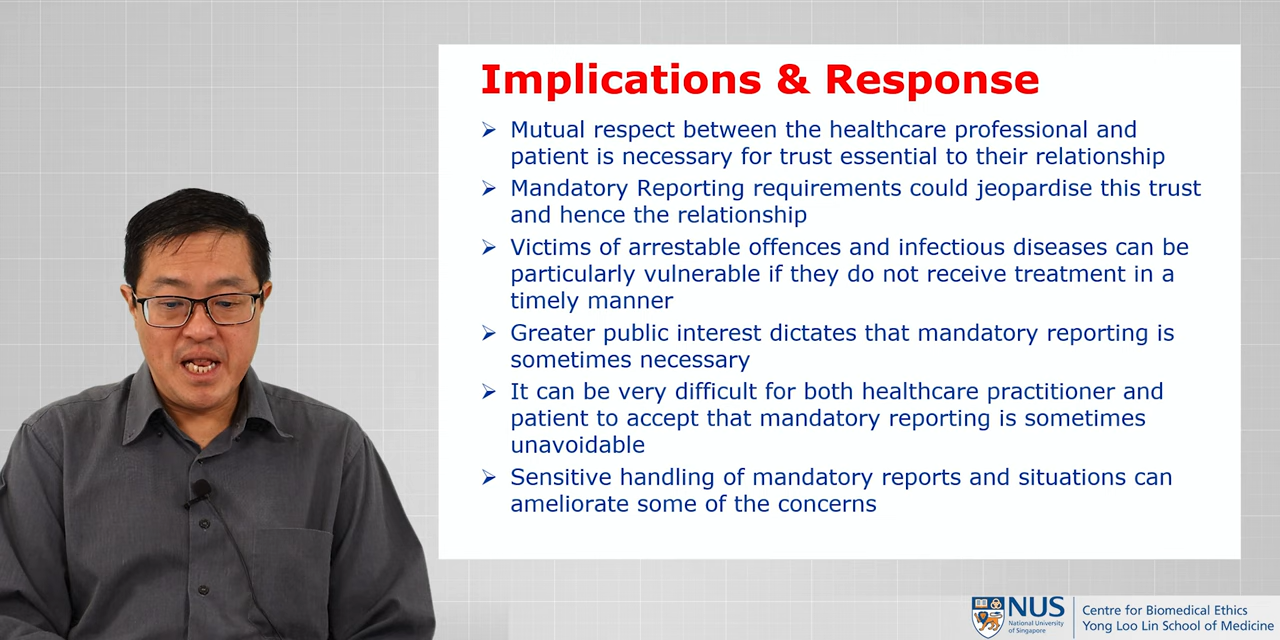 Implications & Response
➢ Mutual respect between the healthcare professional and
patient is necessary for trust essential to their relationship
➢ Mandatory Reporting requirements could jeopardise this trust
and hence the relationship
➢ Victims of arrestable offences and infectious diseases can be
particularly vulnerable if they do not receive treatment in a
timely manner
➢ Greater public interest dictates that mandatory reporting is
sometimes necessary
➢ It can be very difficult for both healthcare practitioner and
patient to accept that mandatory reporting is sometimes
unavoidable
➢ Sensitive handling of mandatory reports and situations can
ameliorate some of the concerns
NUS
National University
of Singapore
Centre for Biomedical Ethics
Yong Loo Lin School of Medicine